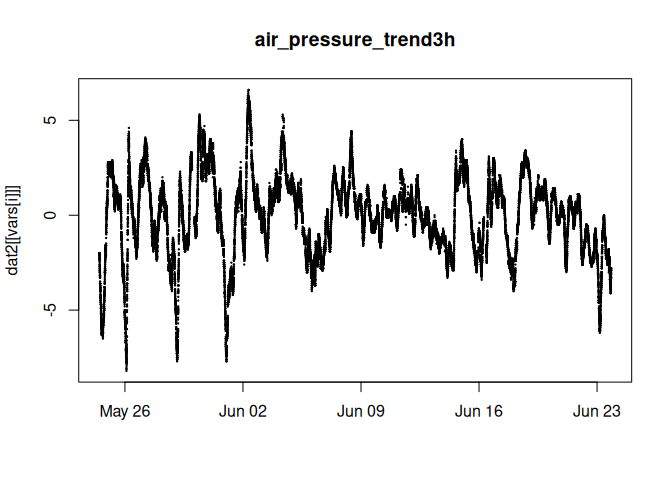 air_pressure_trend3h
dat2[[vars[i]]]
5
0
-5
May 26
Jun 02
Jun 09
Jun 16
Jun 23